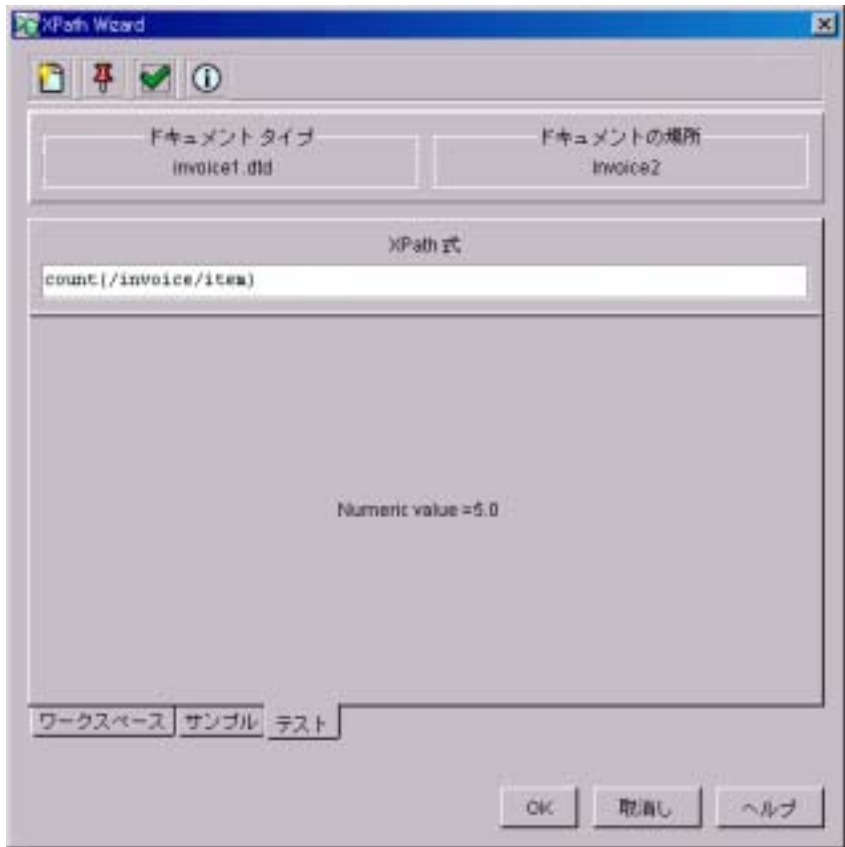 XPath Wizard
ドキュメント タイプ
invoice1.dtd
ドキュメントの場所
Invoice2
XPath 式
count(/invoice/item)
Numeric value =5.0
ワークスペース
サンプル
テスト
OK
取消し
ヘルプ